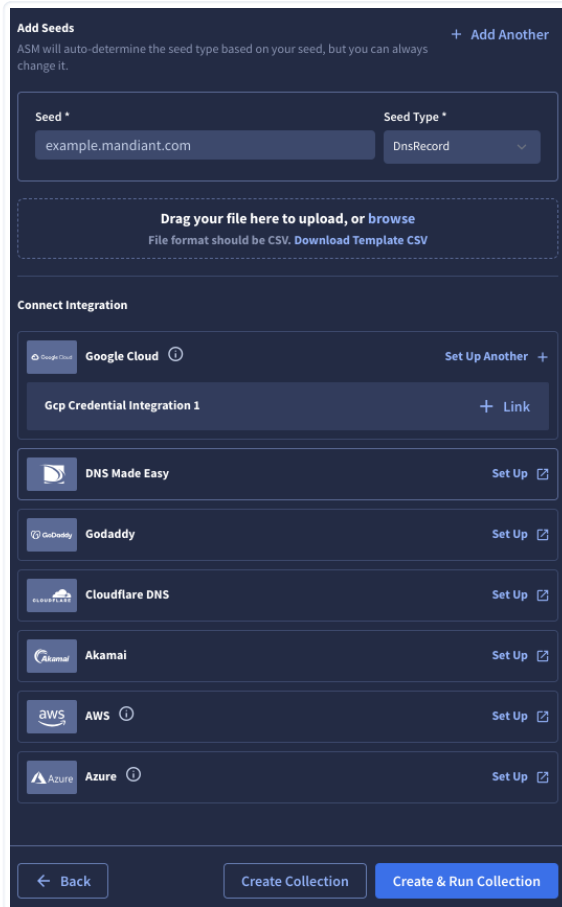 Add Seeds
+ Add Another
ASM will auto-determine the seed type based on your seed, but you can always
change it.
Seed *
Seed Type *
example.mandiant.com
DnsRecord
Drag your file here to upload, or browse
File format should be CSV. Download Template CSV
Connect Integration
Google Cloud
Google Cloud
Set Up Another +
Gcp Credential Integration 1
+ Link
DNS Made Easy
Set Up
GoDaddy
Godaddy
Set Up
CLOUDFLARE
Cloudflare DNS
Set Up
Akamai
Akamai
Set Up
aws
AWS
Set Up
Azure
Azure
Set Up
Back
Create Collection
Create & Run Collection